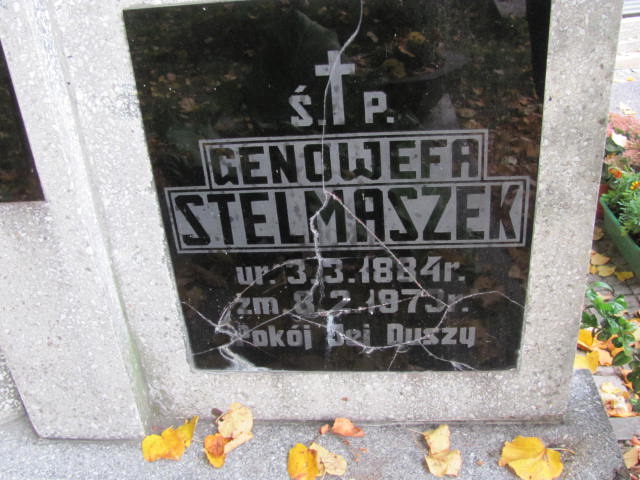 Ś. P.
GENOWEFA
STELMASZEK
ur. 3.3.1884r.
zm 8.2.1973r.
Pokój Jej Duszy